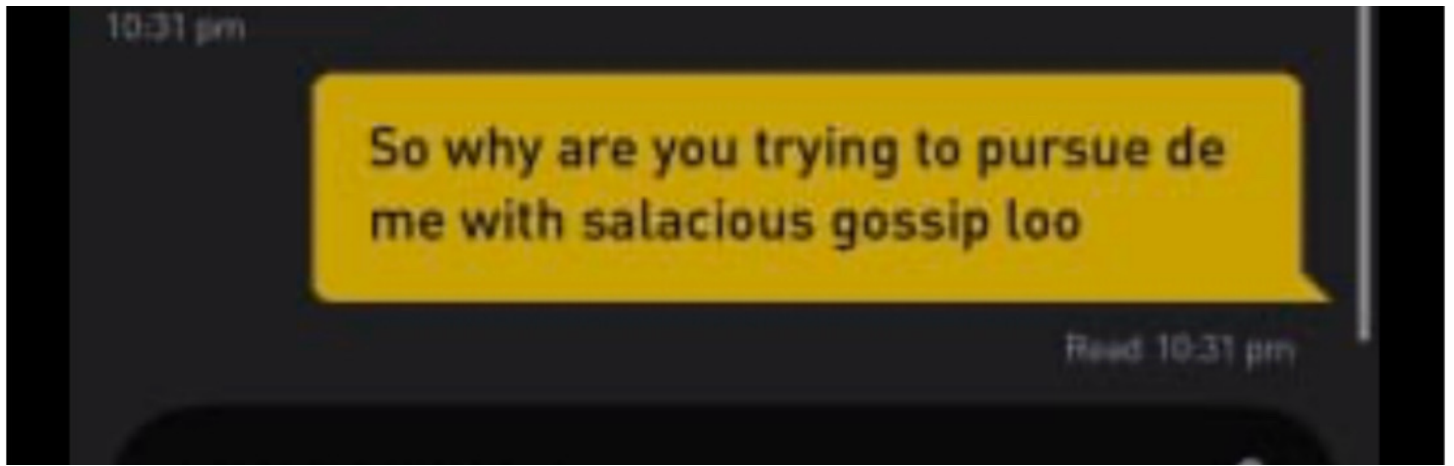 10:31 pm
So why are you trying to pursue de
me with salacious gossip loo
Read 10:31 pm